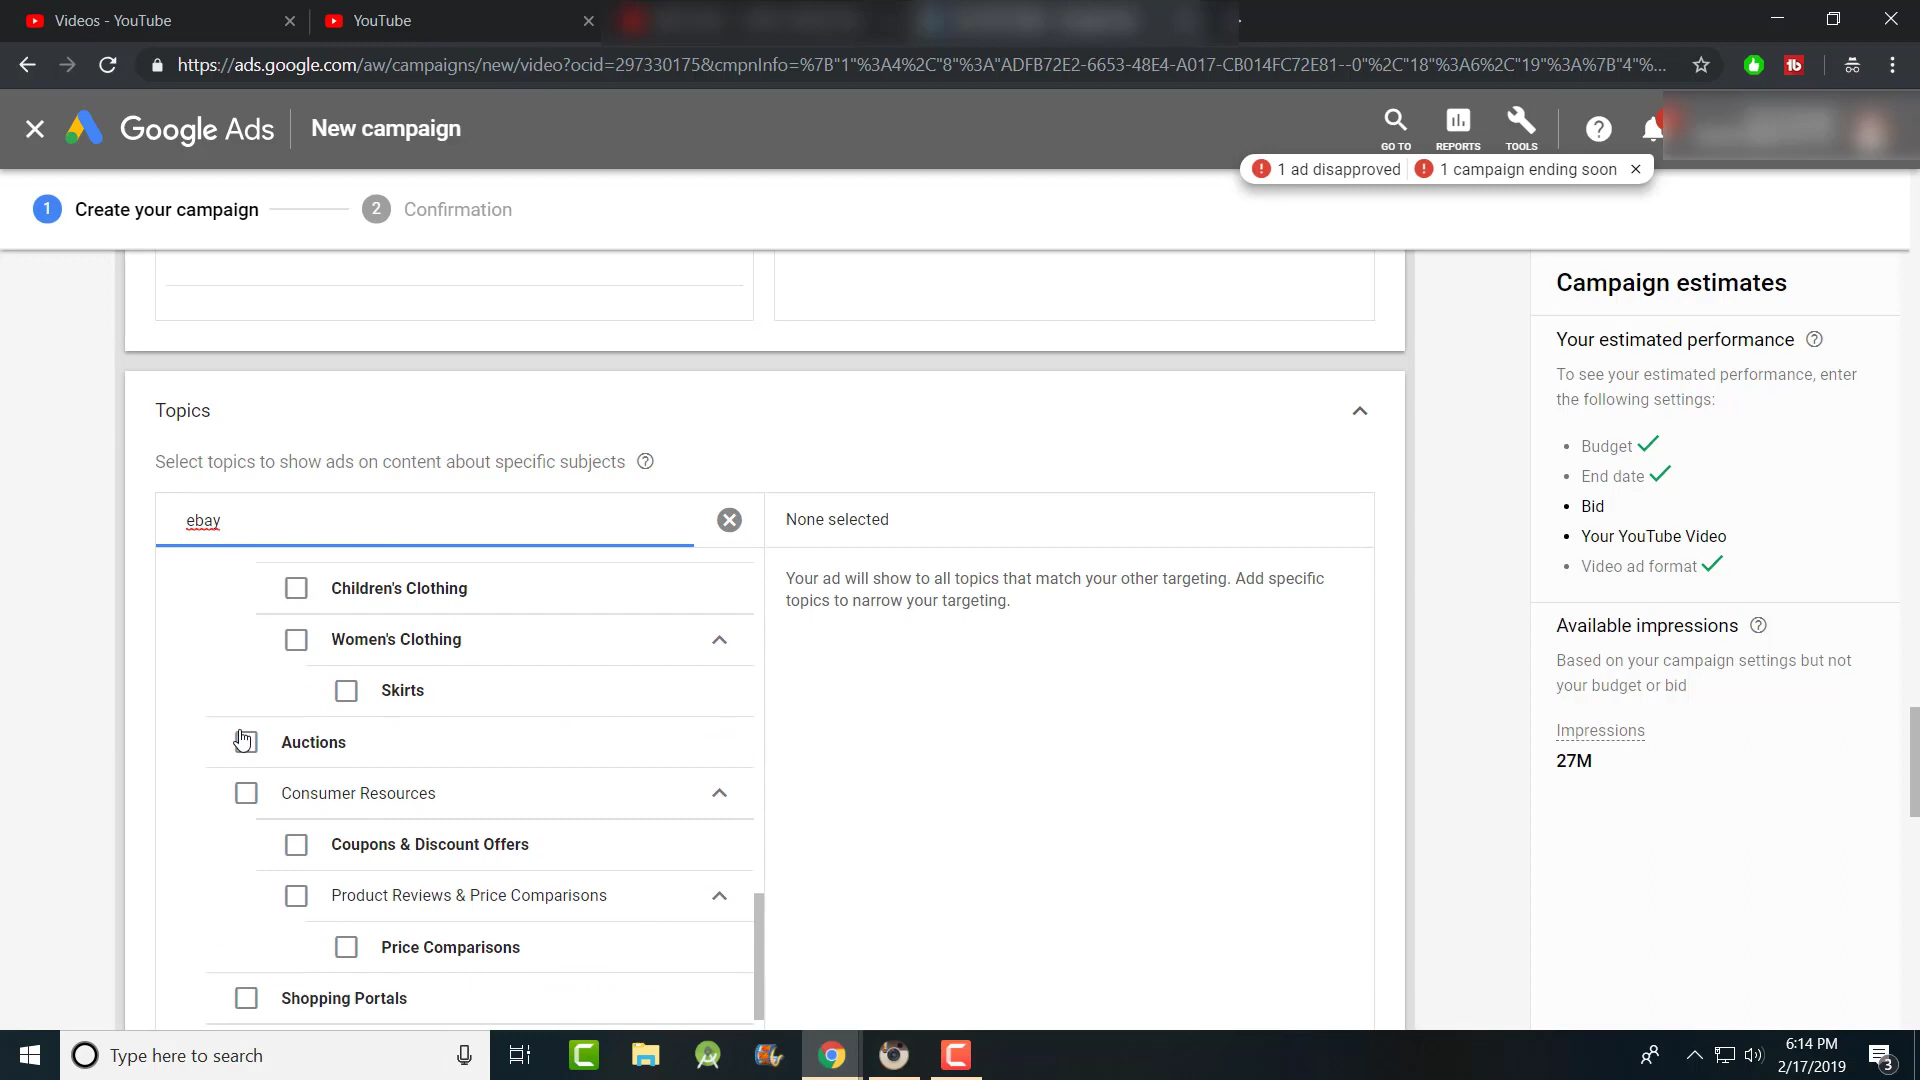 Videos - YouTube
YouTube
https://ads.google.com/aw/campaigns/new/video?ocid=297330175&cmpnInfo=%7B"1"%3A4%2C"8"%3A"ADFB72E2-6653-48E4-A017-CB014FC72E81--0"%2C"18"%3A6%2C"19"%3A%7B"4"%...
Google Ads
New campaign
GO TO
REPORTS
TOOLS
1 ad disapproved
1 campaign ending soon
1 Create your campaign
2 Confirmation
Topics
Select topics to show ads on content about specific subjects
ebay
None selected
Your ad will show to all topics that match your other targeting. Add specific
topics to narrow your targeting.
Children's Clothing
Women's Clothing
Skirts
Auctions
Consumer Resources
Coupons & Discount Offers
Product Reviews & Price Comparisons
Price Comparisons
Shopping Portals
Campaign estimates
Your estimated performance
To see your estimated performance, enter
the following settings:
Budget
End date
Bid
Your YouTube Video
Video ad format
Available impressions
Based on your campaign settings but not
your budget or bid
Impressions
27M
Type here to search
6:14 PM
2/17/2019
3